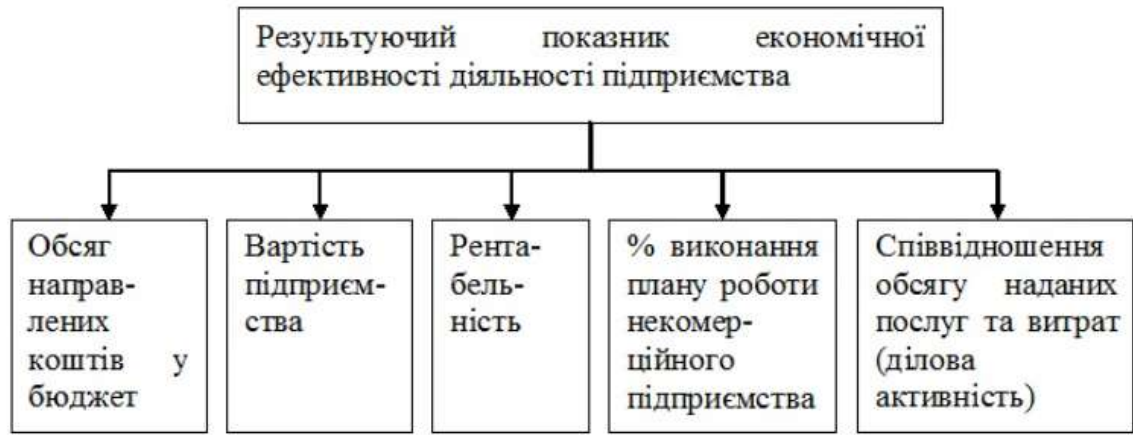 Результуючий показник економічної
ефективності діяльності підприємства
Обсяг
направ-
лених
коштів у
бюджет
Вартість
підприєм-
ства
Рента-
бель-
ність
% виконання
плану роботи
некомер-
ційного
підприємства
Співвідношення
обсягу наданих
послуг та витрат
(ділова
активність)